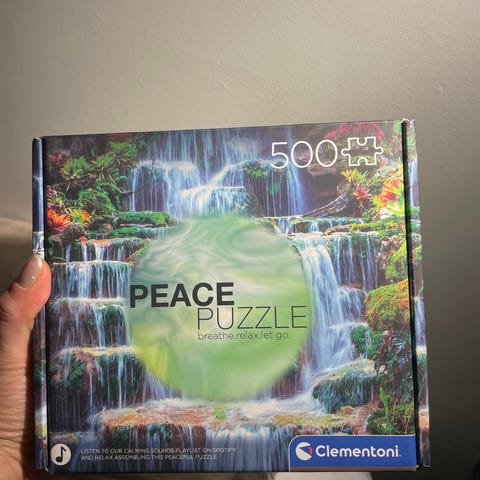 500
PEACE
PUZZLE
breathe.relax.let go.
LISTEN TO OUR CALMING SOUNDS PLAYLIST ON SPOTIFY
AND RELAX ASSEMBLING THIS PEACEFUL PUZZLE
Clementoni